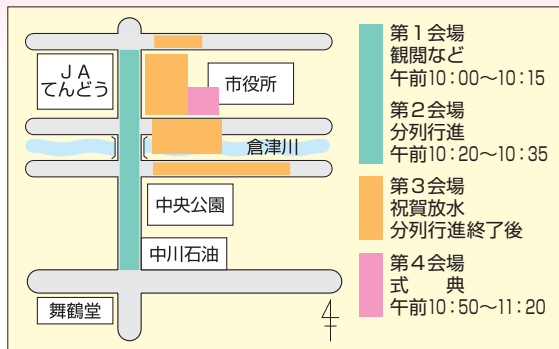 JA
てんどう
市役所
倉津川
中央公園
中川石油
舞鶴堂
第1会場
観閲など
午前10:00〜10:15
第2会場
分列行進
午前10:20〜10:35
第3会場
祝賀放水
分列行進終了後
第4会場
式　典
午前10:50〜11:20